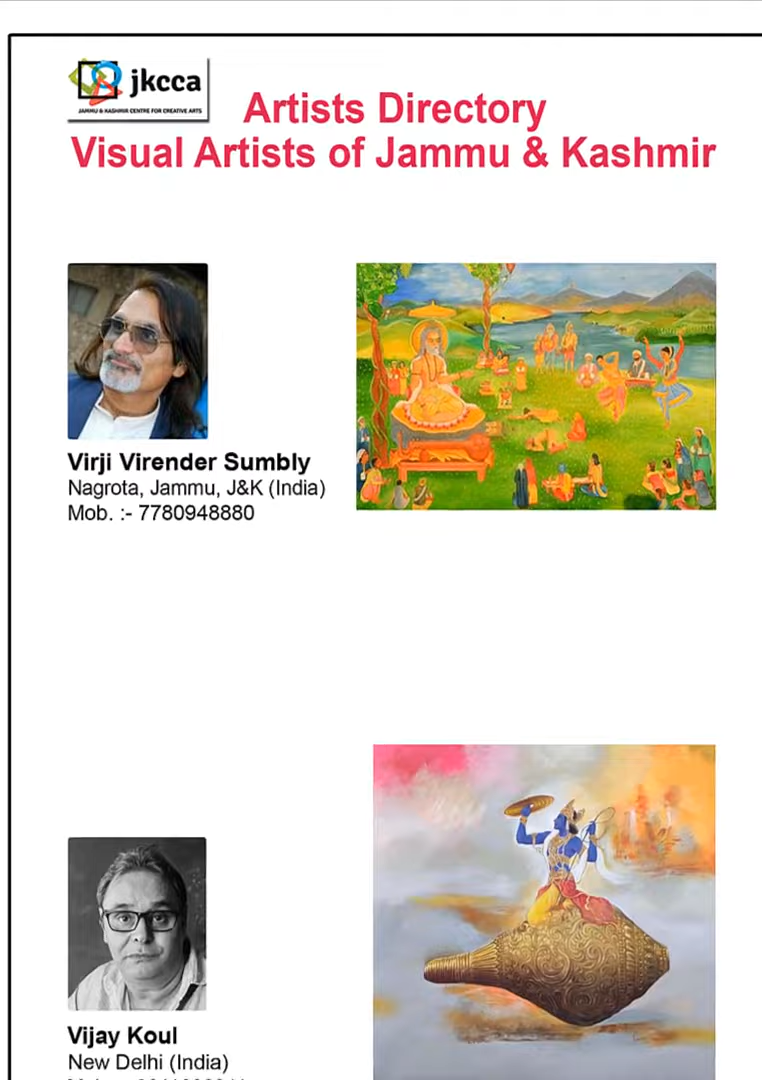 jkcca
JAMMU & KASHMIR CENTRE FOR CREATIVE ARTS
Artists Directory
Visual Artists of Jammu & Kashmir
Virji Virender Sumbly
Nagrota, Jammu, J&K (India)
Mob. :- 7780948880
Vijay Koul
New Delhi (India)